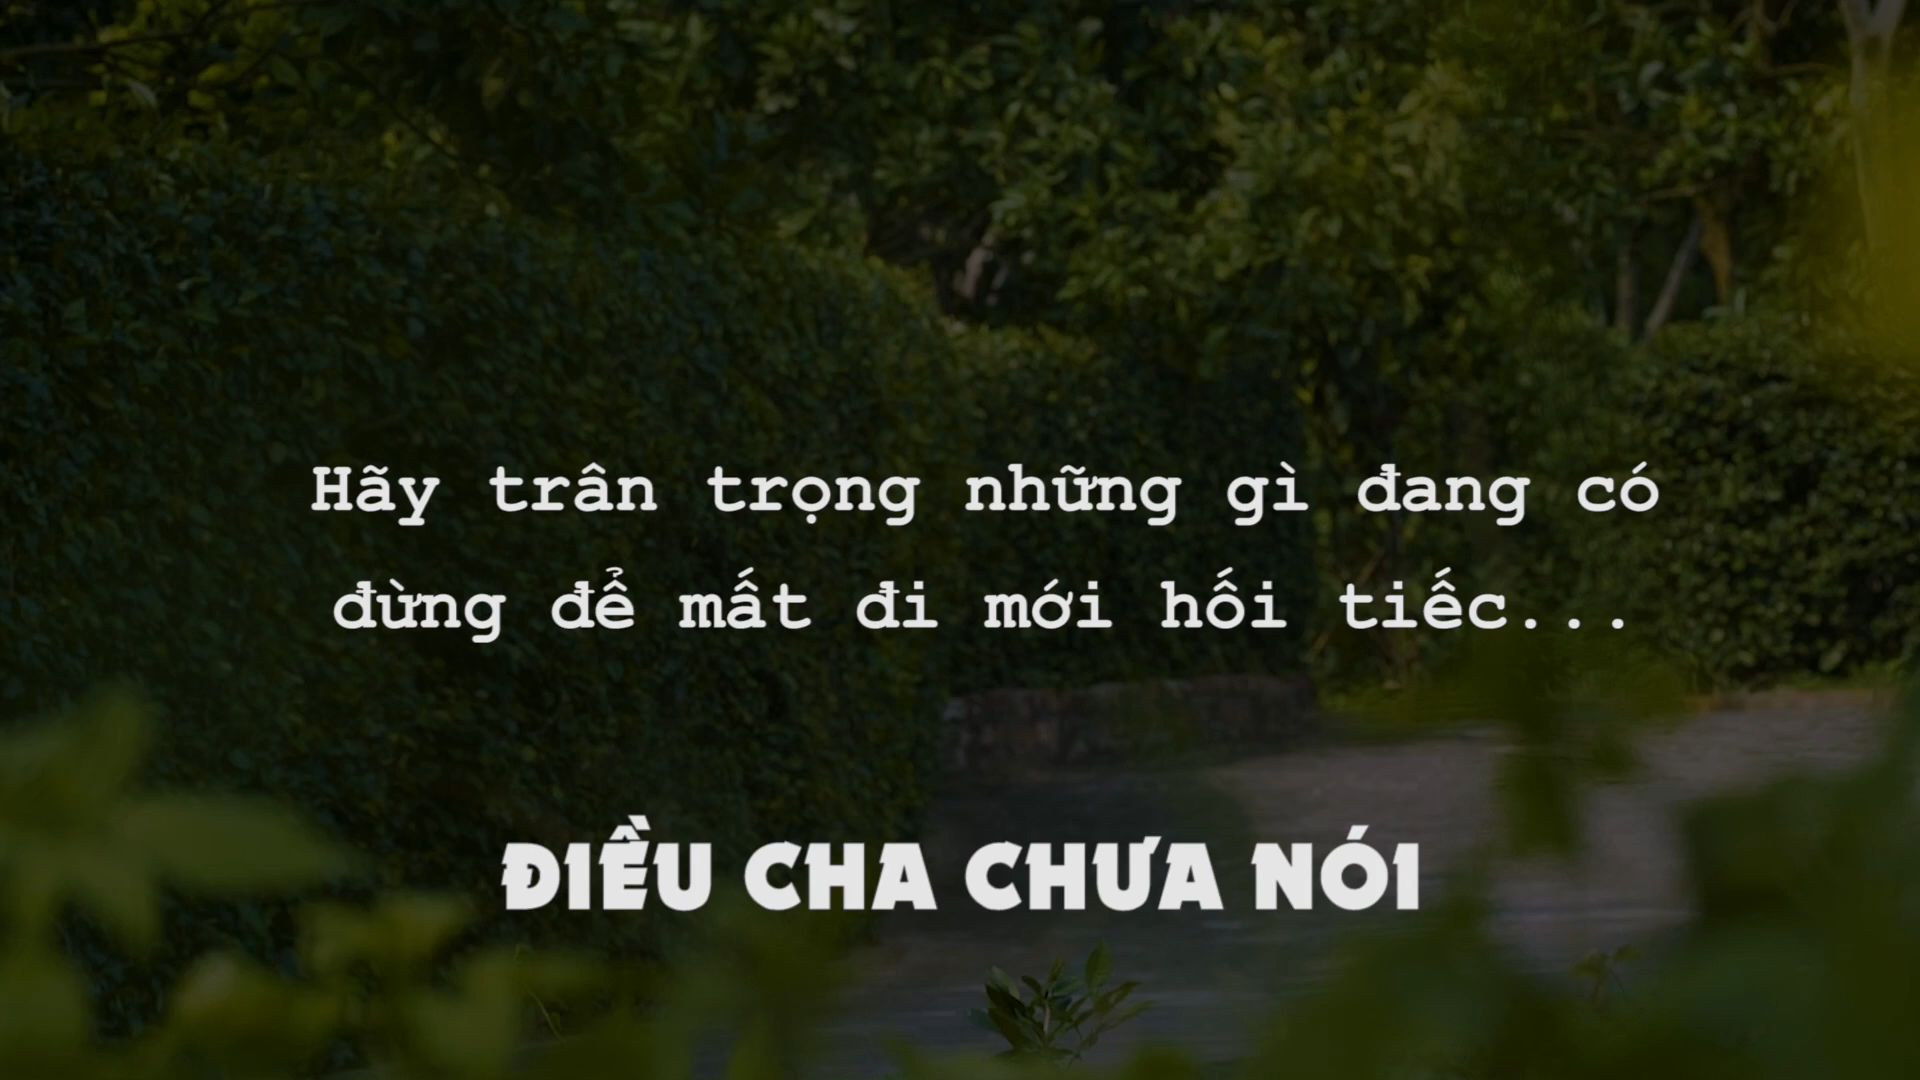 Hãy trân trọng những gì đang có
đừng để mất đi mới hối tiếc...
ĐIỀU CHA CHƯA NÓI